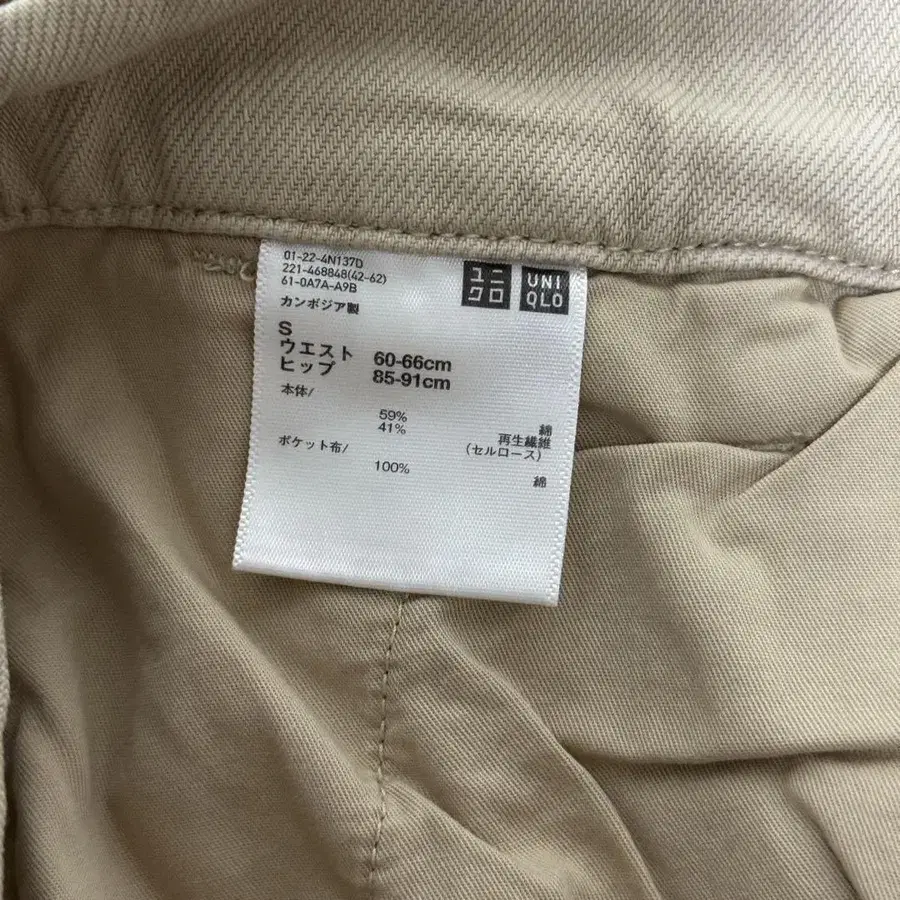 01-22-4N137D
221-468848(42-62)
61-0A7A-A9B
カンボジア製
ユニ
クロ
UNI
QLO
S
ウエスト 60-66cm
ヒップ 85-91cm
本体/
59% 綿
41% 再生繊維
(セルロース)
ポケット布/
100% 綿